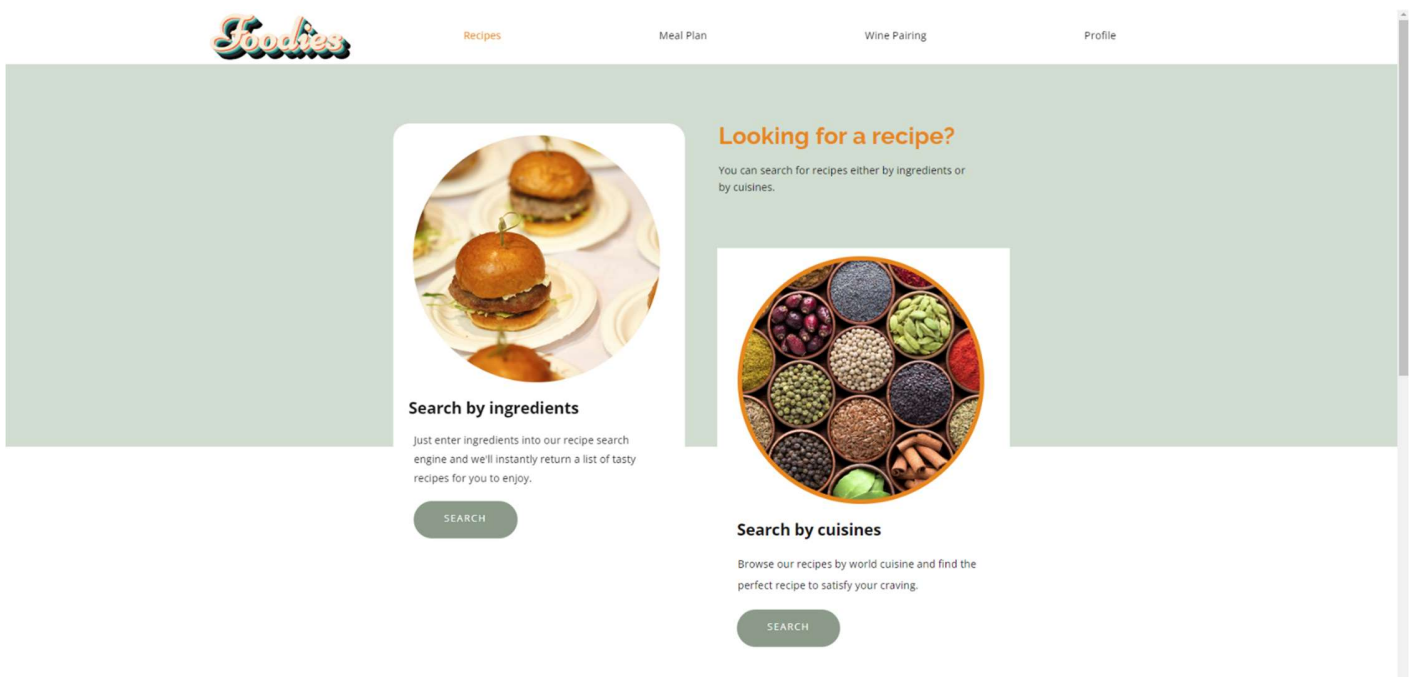 Foodies
Recipes
Meal Plan
Wine Pairing
Profile
Looking for a recipe?
You can search for recipes either by ingredients or
by cuisines.
Search by ingredients
Just enter ingredients into our recipe search
engine and we'll instantly return a list of tasty
recipes for you to enjoy.
SEARCH
Search by cuisines
Browse our recipes by world cuisine and find the
perfect recipe to satisfy your craving.
SEARCH